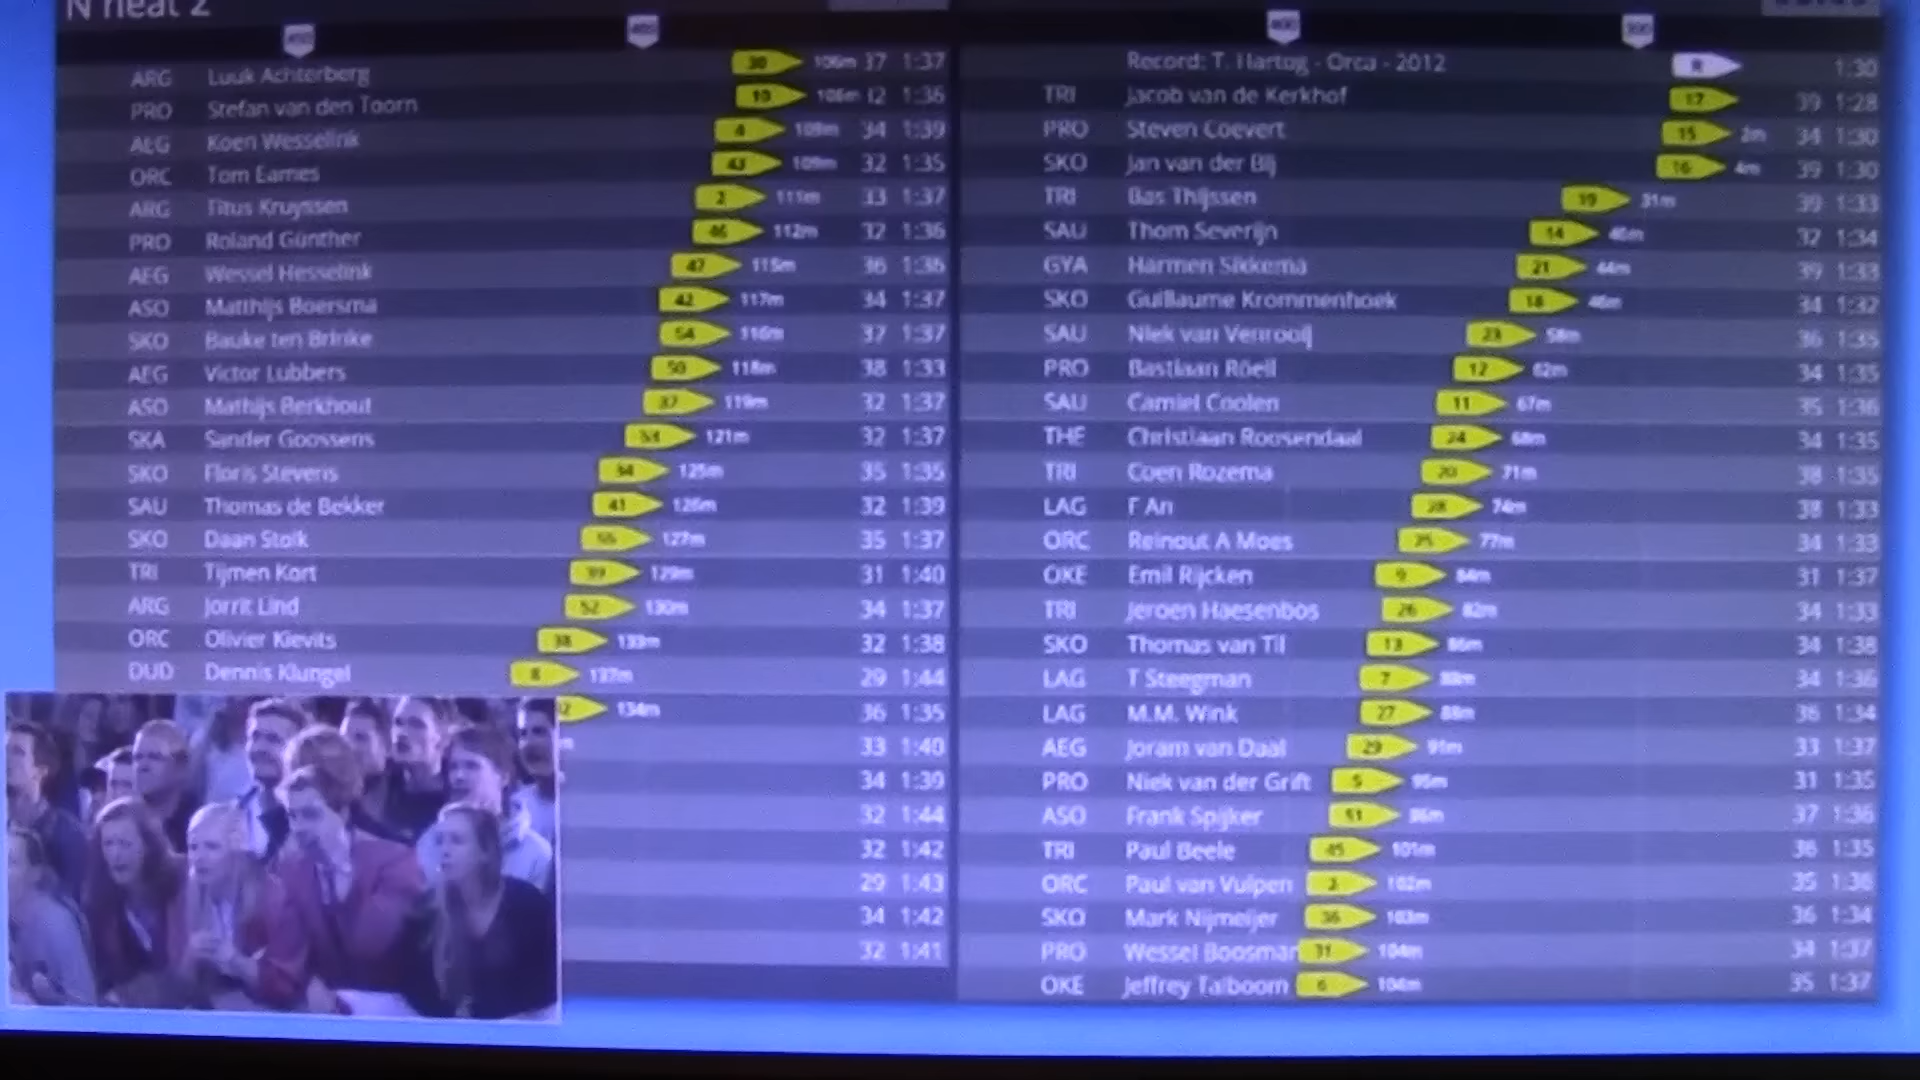 N heat 2
ARG Luuk Achterberg 30 106m 37 1:37
PRO Stefan van den Toorn 10 32 1:36
AEG Koen Wesselink 4 34 1:39
ORC Tom Eames 43 109m 32 1:35
ARG Titus Kruyssen 2 111m 33 1:37
PRO Roland Günther 46 112m 32 1:36
AEG Wessel Hesselink 47 115m 36 1:36
ASO Matthijs Boersma 42 117m 34 1:37
SKO Bauke ten Brinke 54 116m 37 1:37
AEG Victor Lubbers 50 118m 38 1:33
ASO Mathijs Berkhout 37 119m 32 1:37
SKA Sander Goossens 53 121m 32 1:37
SKO Floris Stevens 34 125m 35 1:35
SAU Thomas de Bekker 41 126m 32 1:39
SKO Daan Stolk 55 127m 35 1:37
TRI Tijmen Kort 39 129m 31 1:40
ARG Jorrit Lind 52 130m 34 1:37
ORC Olivier Kievits 38 133m 32 1:38
DUD Dennis Klungel 8 137m 29 1:44
134m 36 1:35
33 1:40
34 1:39
32 1:44
32 1:42
29 1:43
34 1:42
32 1:41
Record: T. Hartog - Orca - 2012 R 1:30
TRI Jacob van de Kerkhof 17 39 1:28
PRO Steven Coevert 15 2m 34 1:30
SKO Jan van der Bij 16 4m 39 1:30
TRI Bas Thijssen 19 31m 39 1:33
SAU Thom Severijn 14 32 1:34
GYA Harmen Sikkema 21 44m 39 1:33
SKO Guillaume Krommenhoek 18 46m 34 1:32
SAU Niek van Venrooij 23 58m 36 1:35
PRO Bastiaan Röell 12 62m 34 1:35
SAU Camiel Coolen 11 67m 35 1:36
THE Christiaan Roosendaal 24 68m 34 1:35
TRI Coen Rozema 20 71m 38 1:35
LAG F An 28 74m 38 1:33
ORC Reinout A Moes 25 77m 34 1:33
OKE Emil Rijcken 9 84m 31 1:37
TRI Jeroen Haesenbos 26 82m 34 1:33
SKO Thomas van Til 13 86m 34 1:38
LAG T Steegman 7 34 1:36
LAG M.M. Wink 27 88m 36 1:34
AEG Joram van Daal 29 91m 33 1:37
PRO Niek van der Grift 5 95m 31 1:35
ASO Frank Spijker 51 96m 37 1:36
TRI Paul Beele 45 101m 36 1:35
ORC Paul van Vulpen 3 102m 35 1:36
SKO Mark Nijmeijer 36 103m 36 1:34
PRO Wessel Boosman 31 104m 34 1:37
OKE Jeffrey Talboom 6 104m 35 1:37